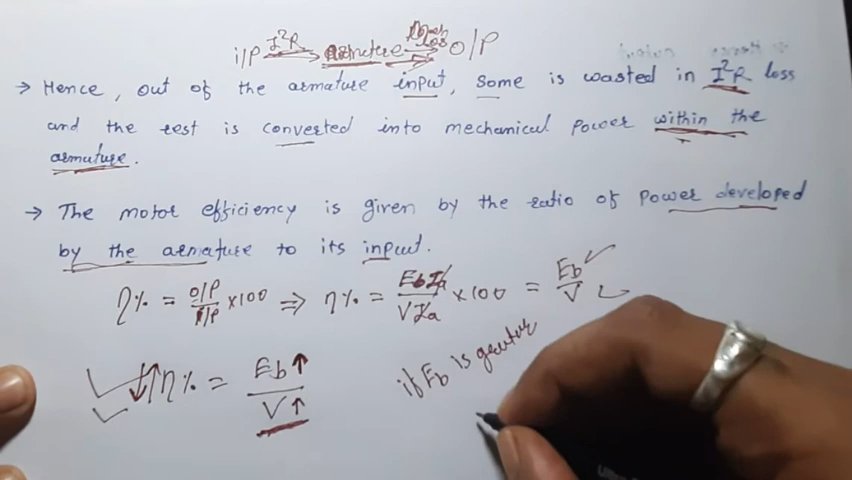 i/P I²R armature Mech loss O/P
→ Hence, out of the armature input, some is wasted in I²R loss
and the rest is converted into mechanical power within the
armature.
→ The motor efficiency is given by the ratio of power developed
by the armature to its input.
η% = O/P / I/P × 100 ⇒ η% = EbIa / VIa × 100 = Eb / V
↓↑η% = Eb↑ / V↑
if Eb is greater